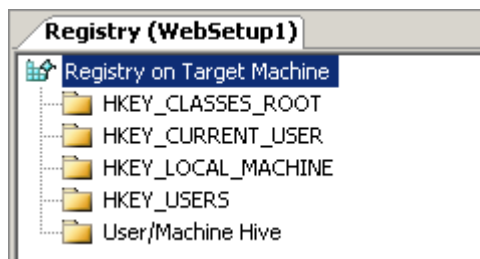 Registry (WebSetup1)
Registry on Target Machine
HKEY_CLASSES_ROOT
HKEY_CURRENT_USER
HKEY_LOCAL_MACHINE
HKEY_USERS
User/Machine Hive